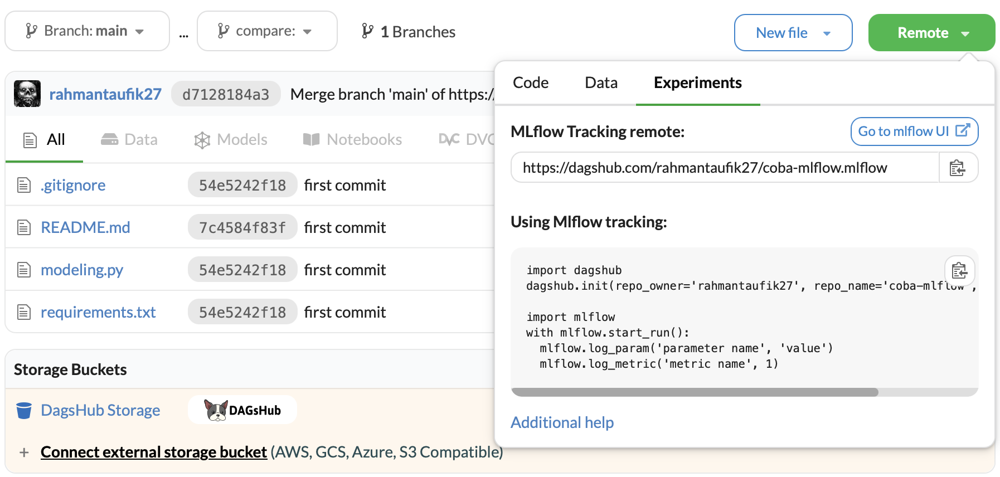 Branch: main
...
compare:
1 Branches
New file
Remote
rahmantaufik27
d7128184a3
Merge branch 'main' of https:/
All
Data
Models
Notebooks
DVC
.gitignore
54e5242f18
first commit
README.md
7c4584f83f
first commit
modeling.py
54e5242f18
first commit
requirements.txt
54e5242f18
first commit
Storage Buckets
DagsHub Storage
DAGsHub
+ Connect external storage bucket (AWS, GCS, Azure, S3 Compatible)
Code
Data
Experiments
MLflow Tracking remote:
Go to mlflow UI
https://dagshub.com/rahmantaufik27/coba-mlflow.mlflow
Using Mlflow tracking:
import dagshub
dagshub.init(repo_owner='rahmantaufik27', repo_name='coba-mlflow',
import mlflow
with mlflow.start_run():
  mlflow.log_param('parameter name', 'value')
  mlflow.log_metric('metric name', 1)
Additional help